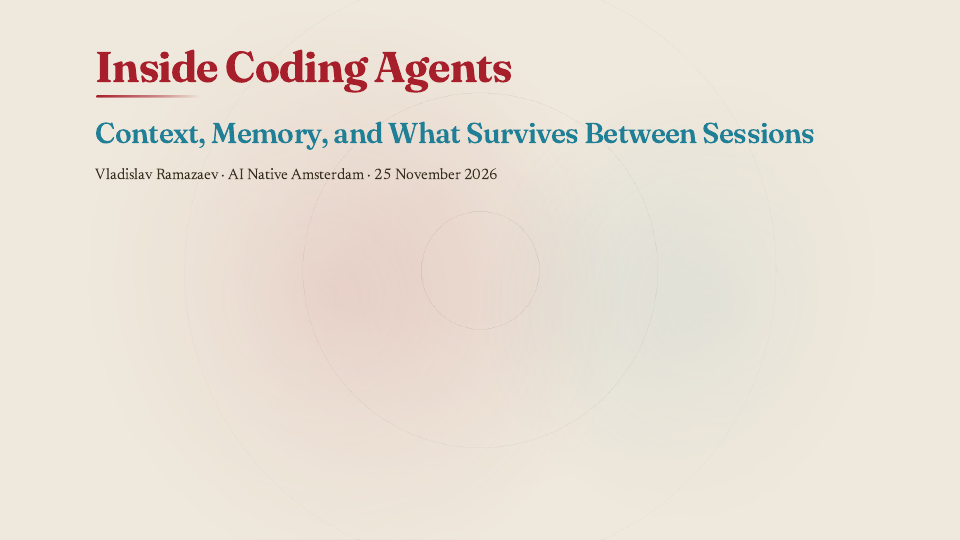 Inside Coding Agents
Context, Memory, and What Survives Between Sessions
Vladislav Ramazaev · AI Native Amsterdam · 25 November 2026